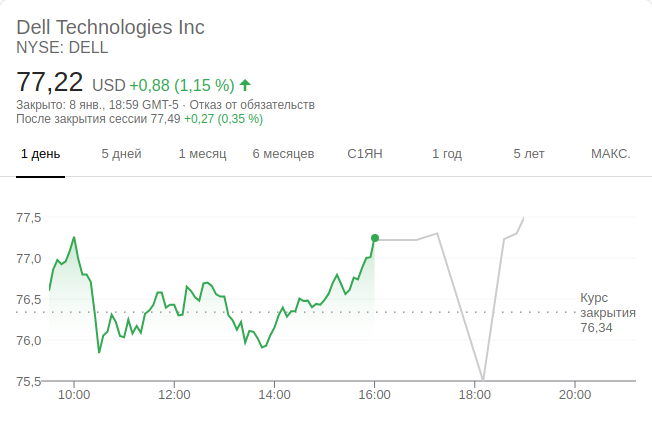 Dell Technologies Inc
NYSE: DELL
77,22 USD +0,88 (1,15 %)
Закрыто: 8 янв., 18:59 GMT-5 · Отказ от обязательств
После закрытия сессии 77,49 +0,27 (0,35 %)
1 день 5 дней 1 месяц 6 месяцев С1ЯН 1 год 5 лет МАКС.
77,5
77,0
76,5
76,0
75,5
Курс
закрытия
76,34
10:00 12:00 14:00 16:00 18:00 20:00